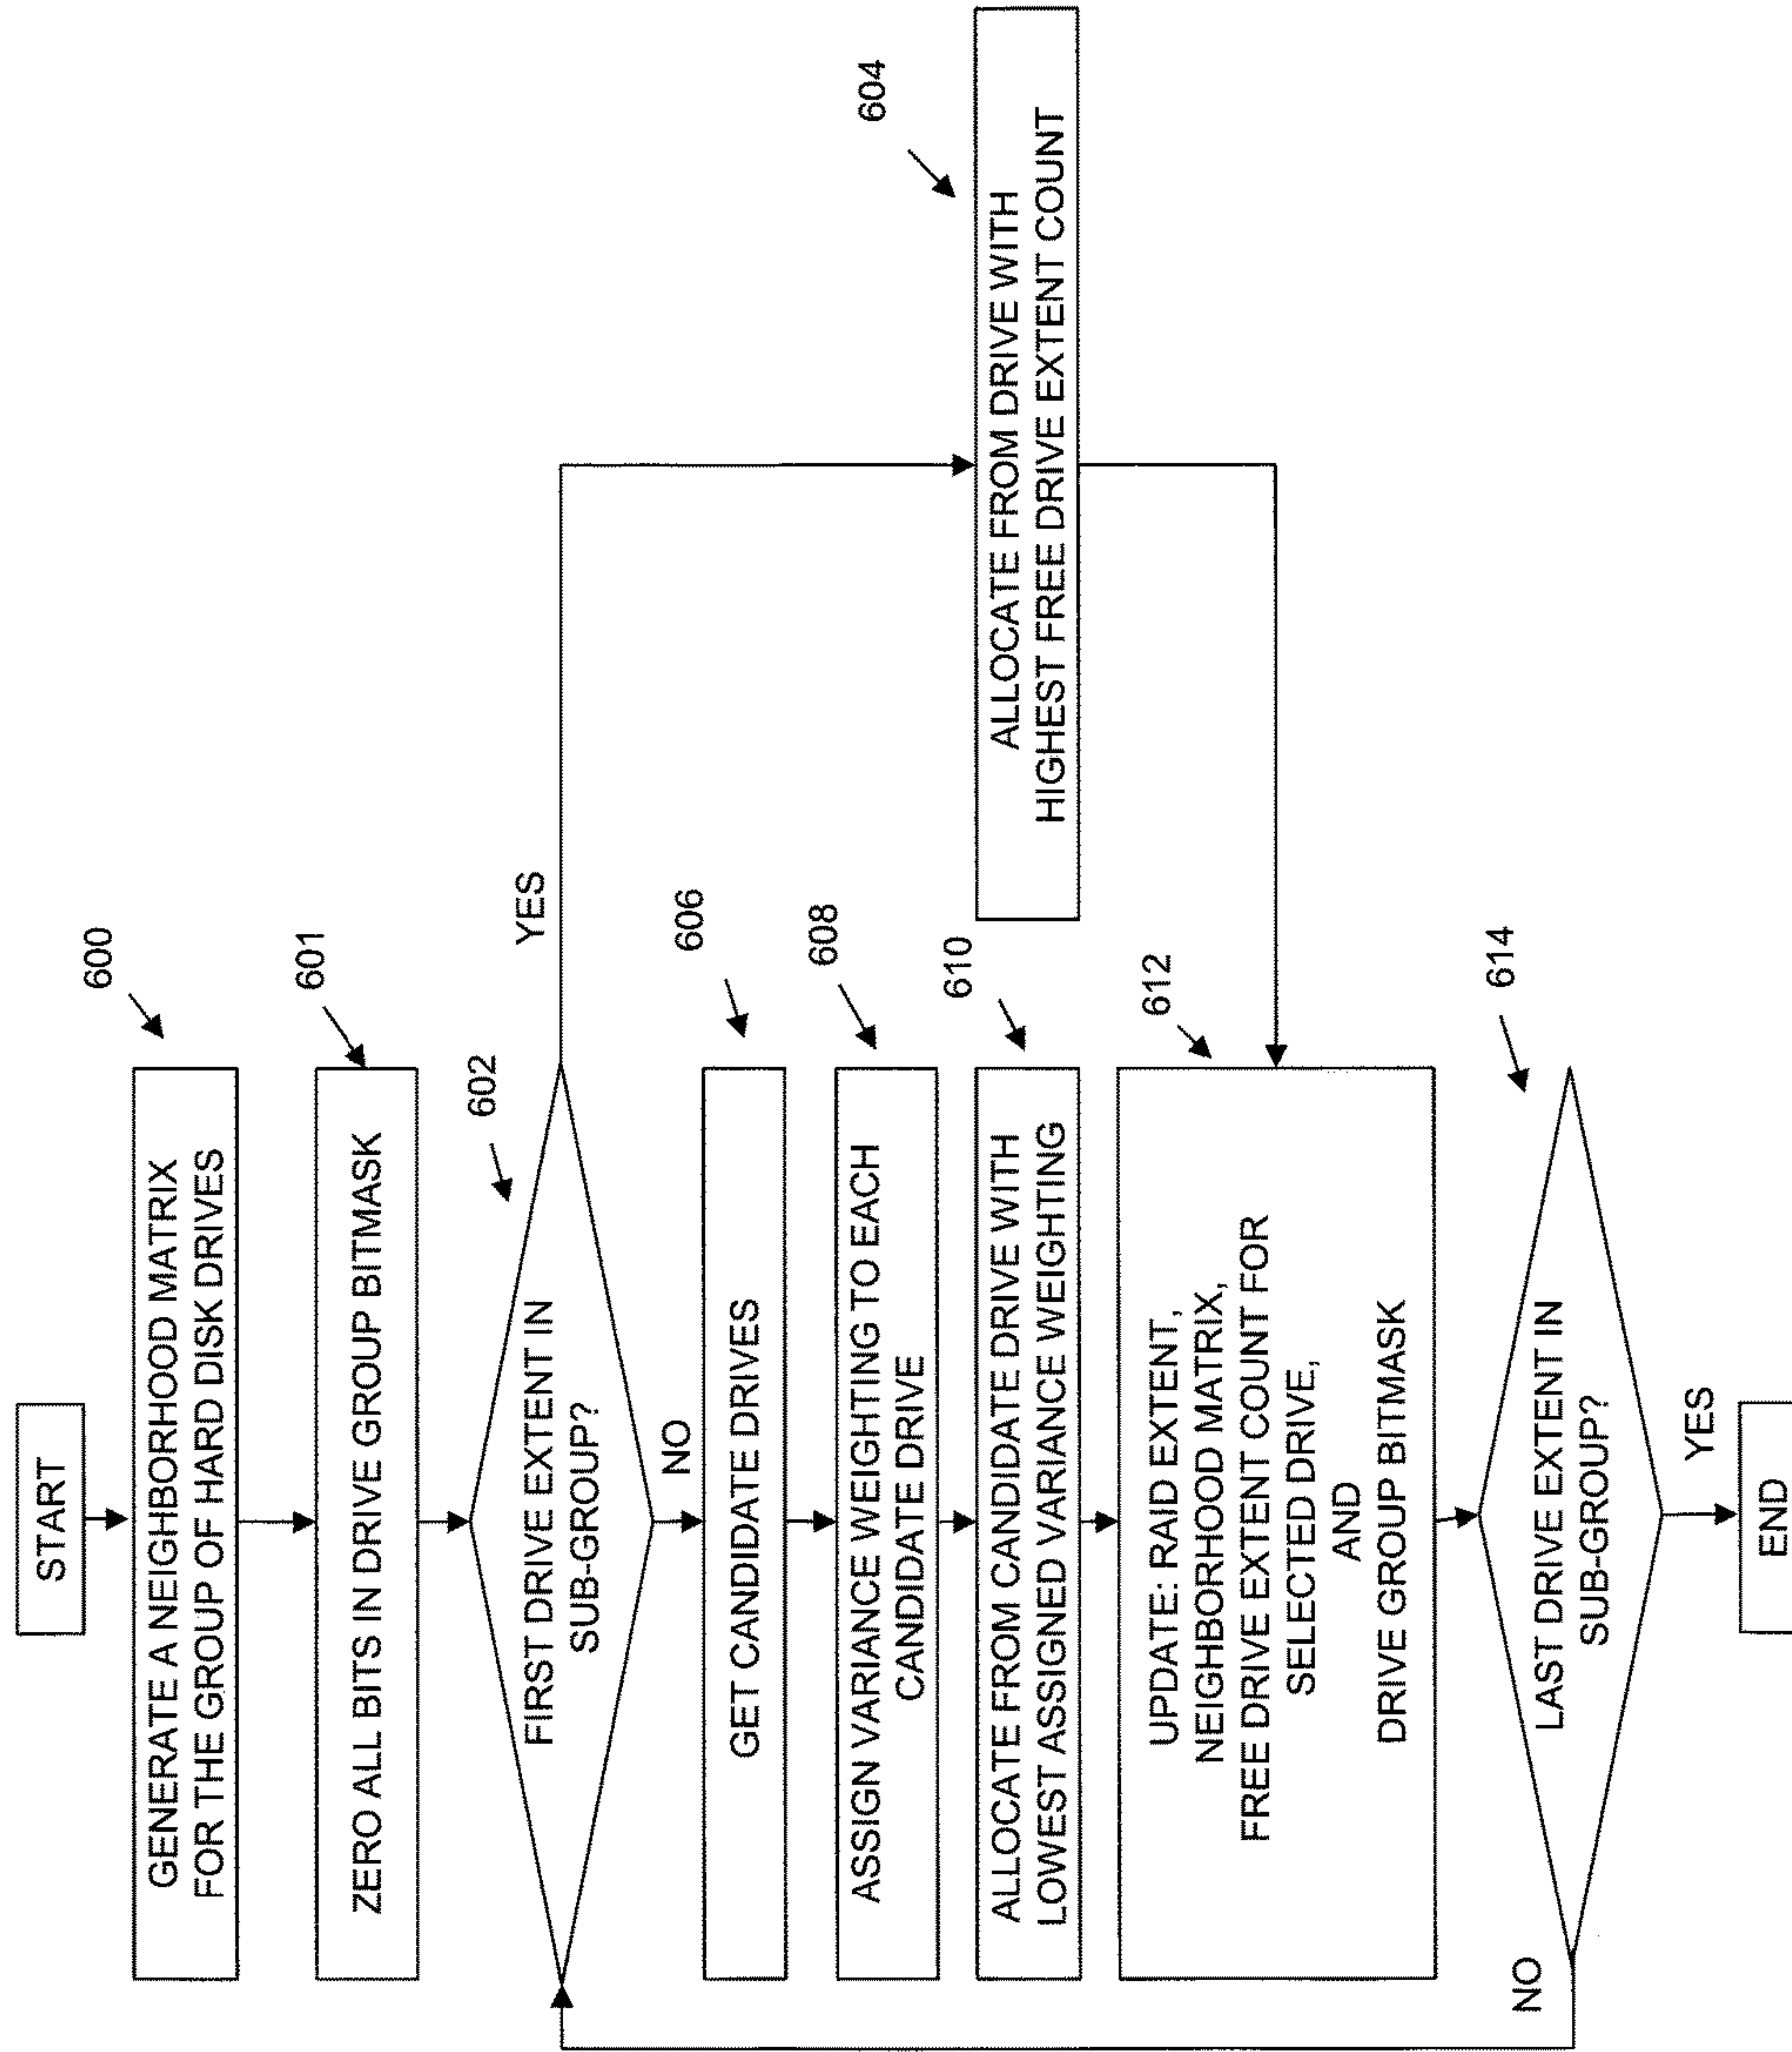 START
600
GENERATE A NEIGHBORHOOD MATRIX
FOR THE GROUP OF HARD DISK DRIVES
601
ZERO ALL BITS IN DRIVE GROUP BITMASK
602
FIRST DRIVE EXTENT IN
SUB-GROUP?
YES
NO
604
ALLOCATE FROM DRIVE WITH
HIGHEST FREE DRIVE EXTENT COUNT
606
GET CANDIDATE DRIVES
608
ASSIGN VARIANCE WEIGHTING TO EACH
CANDIDATE DRIVE
610
ALLOCATE FROM CANDIDATE DRIVE WITH
LOWEST ASSIGNED VARIANCE WEIGHTING
612
UPDATE: RAID EXTENT,
NEIGHBORHOOD MATRIX,
FREE DRIVE EXTENT COUNT FOR
SELECTED DRIVE,
AND
DRIVE GROUP BITMASK
614
LAST DRIVE EXTENT IN
SUB-GROUP?
NO
YES
END